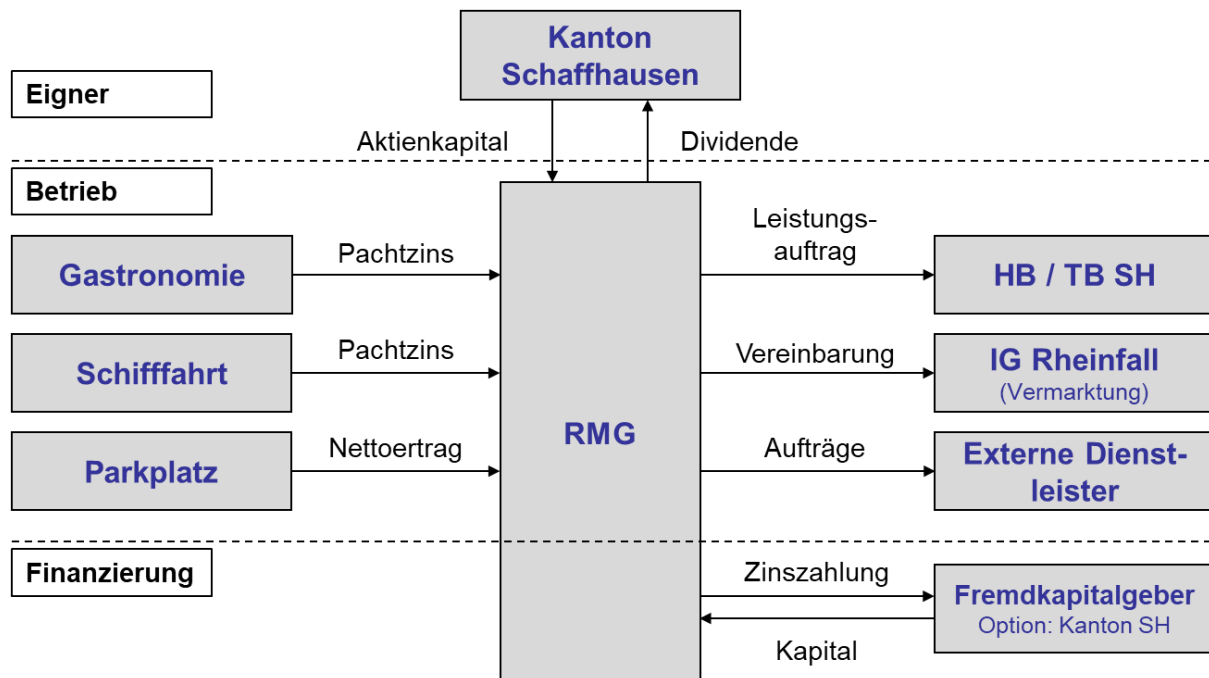 Kanton
Schaffhausen
Eigner
Aktienkapital
Dividende
Betrieb
Gastronomie
Pachtzins
Leistungs-
auftrag
HB / TB SH
Schifffahrt
Pachtzins
RMG
Vereinbarung
IG Rheinfall
(Vermarktung)
Parkplatz
Nettoertrag
Aufträge
Externe Dienst-
leister
Finanzierung
Zinszahlung
Fremdkapitalgeber
Option: Kanton SH
Kapital